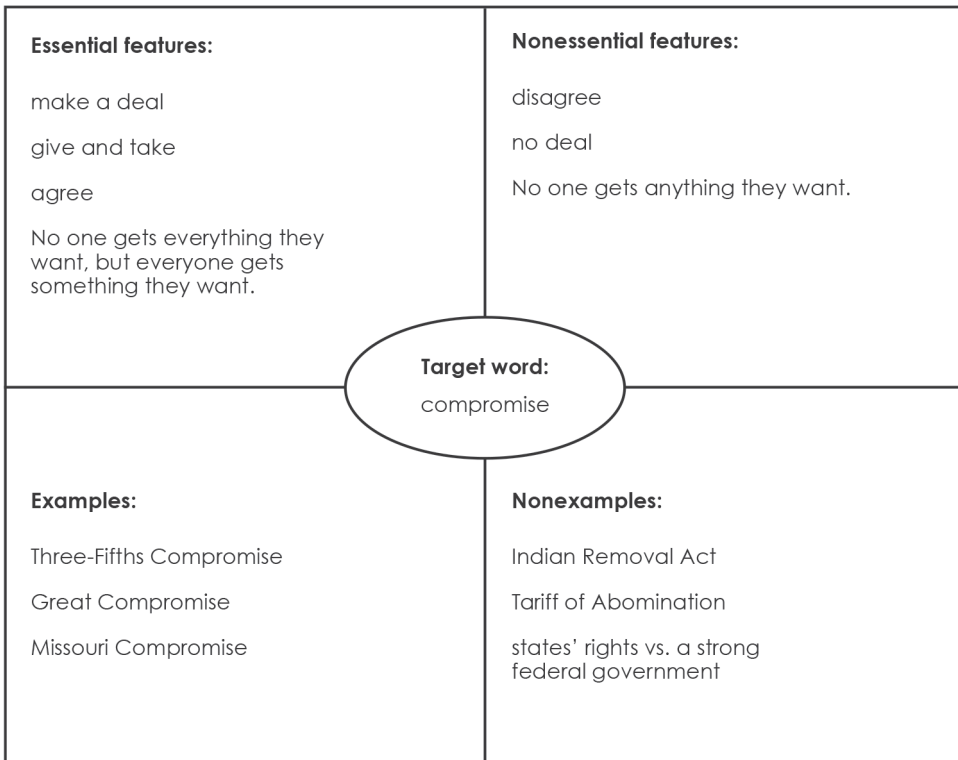 Essential features:
make a deal
give and take
agree
No one gets everything they
want, but everyone gets
something they want.
Nonessential features:
disagree
no deal
No one gets anything they want.
Target word:
compromise
Examples:
Three-Fifths Compromise
Great Compromise
Missouri Compromise
Nonexamples:
Indian Removal Act
Tariff of Abomination
states’ rights vs. a strong
federal government